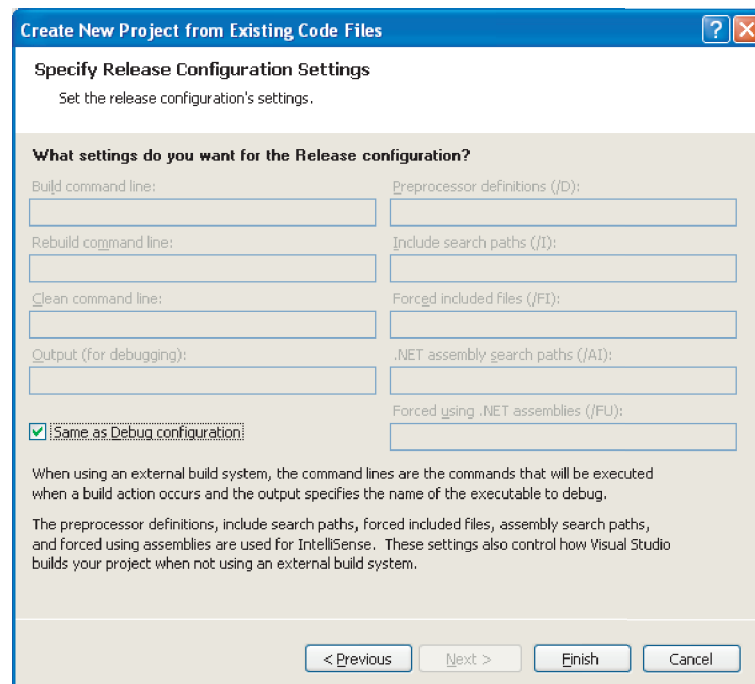 Create New Project from Existing Code Files
Specify Release Configuration Settings
Set the release configuration's settings.
What settings do you want for the Release configuration?
Build command line:
Preprocessor definitions (/D):
Rebuild command line:
Include search paths (/I):
Clean command line:
Forced included files (/FI):
Output (for debugging):
.NET assembly search paths (/AI):
Forced using .NET assemblies (/FU):
Same as Debug configuration
When using an external build system, the command lines are the commands that will be executed
when a build action occurs and the output specifies the name of the executable to debug.
The preprocessor definitions, include search paths, forced included files, assembly search paths,
and forced using assemblies are used for IntelliSense. These settings also control how Visual Studio
builds your project when not using an external build system.
< Previous
Next >
Finish
Cancel